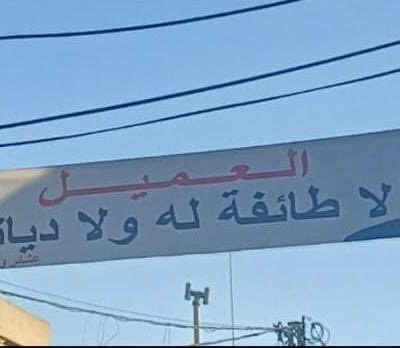 العميل
لا طائفة له ولا